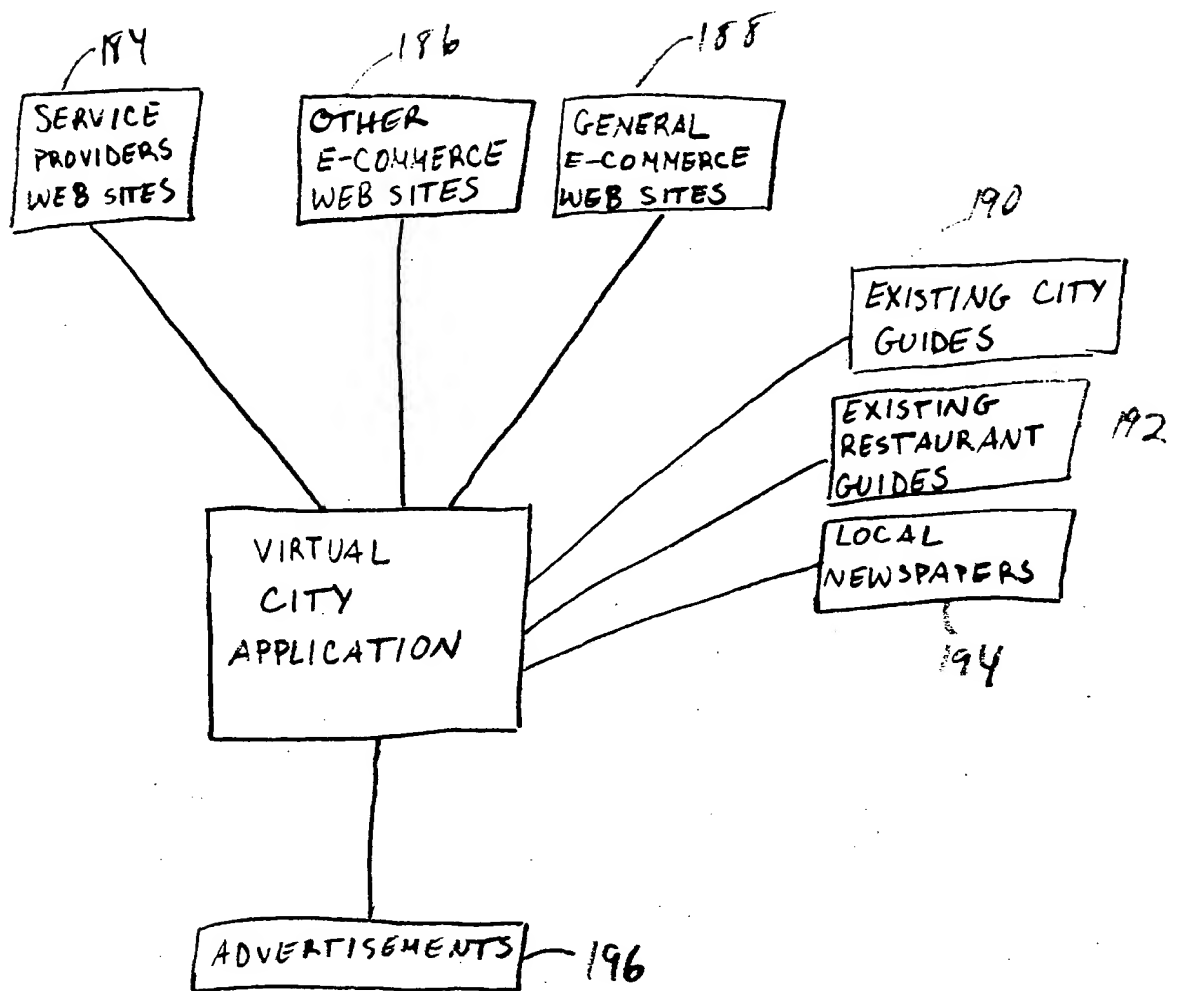 184
186
188
SERVICE
PROVIDERS
WEB SITES
OTHER
E-COMMERCE
WEB SITES
GENERAL
E-COMMERCE
WEB SITES
190
EXISTING CITY
GUIDES
EXISTING
RESTAURANT
GUIDES
192
LOCAL
NEWSPAPERS
194
VIRTUAL
CITY
APPLICATION
ADVERTISEMENTS
196